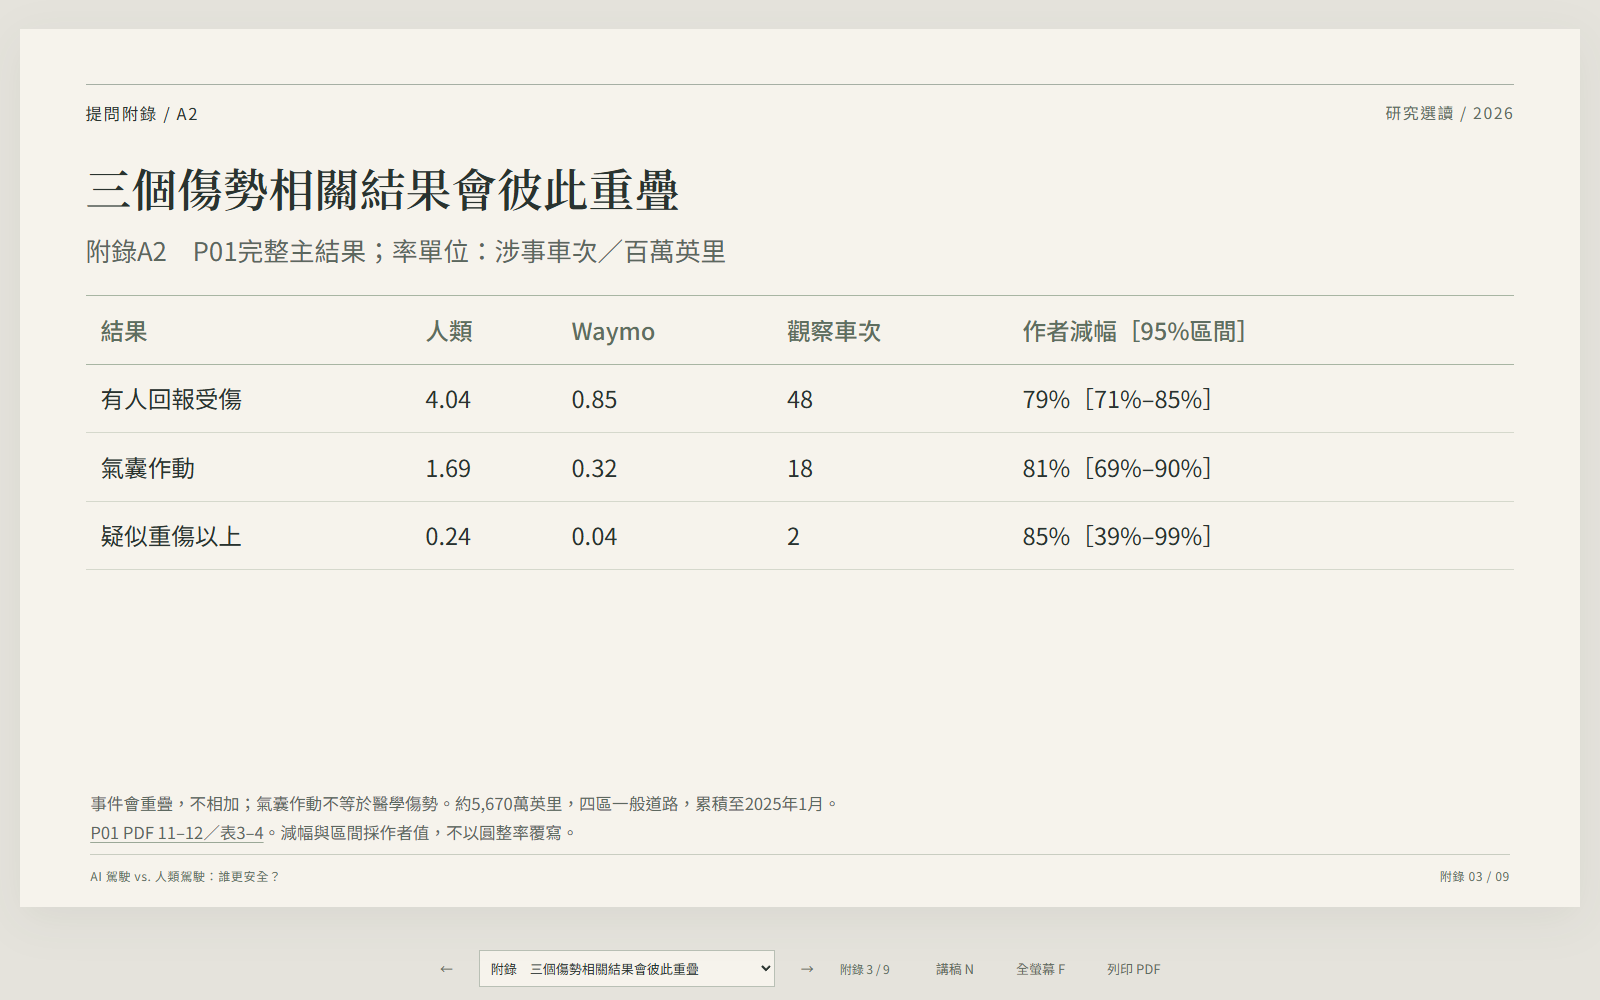 提問附錄 / A2
研究選讀 / 2026
三個傷勢相關結果會彼此重疊
附錄A2　P01完整主結果；率單位：涉事車次／百萬英里
結果 人類 Waymo 觀察車次 作者減幅［95%區間］
有人回報受傷 4.04 0.85 48 79%［71%–85%］
氣囊作動 1.69 0.32 18 81%［69%–90%］
疑似重傷以上 0.24 0.04 2 85%［39%–99%］
事件會重疊，不相加；氣囊作動不等於醫學傷勢。約5,670萬英里，四區一般道路，累積至2025年1月。
P01 PDF 11–12／表3–4。減幅與區間採作者值，不以圓整率覆寫。
AI 駕駛 vs. 人類駕駛：誰更安全？
附錄 03 / 09
← 附錄　三個傷勢相關結果會彼此重疊 → 附錄 3 / 9 講稿 N 全螢幕 F 列印 PDF